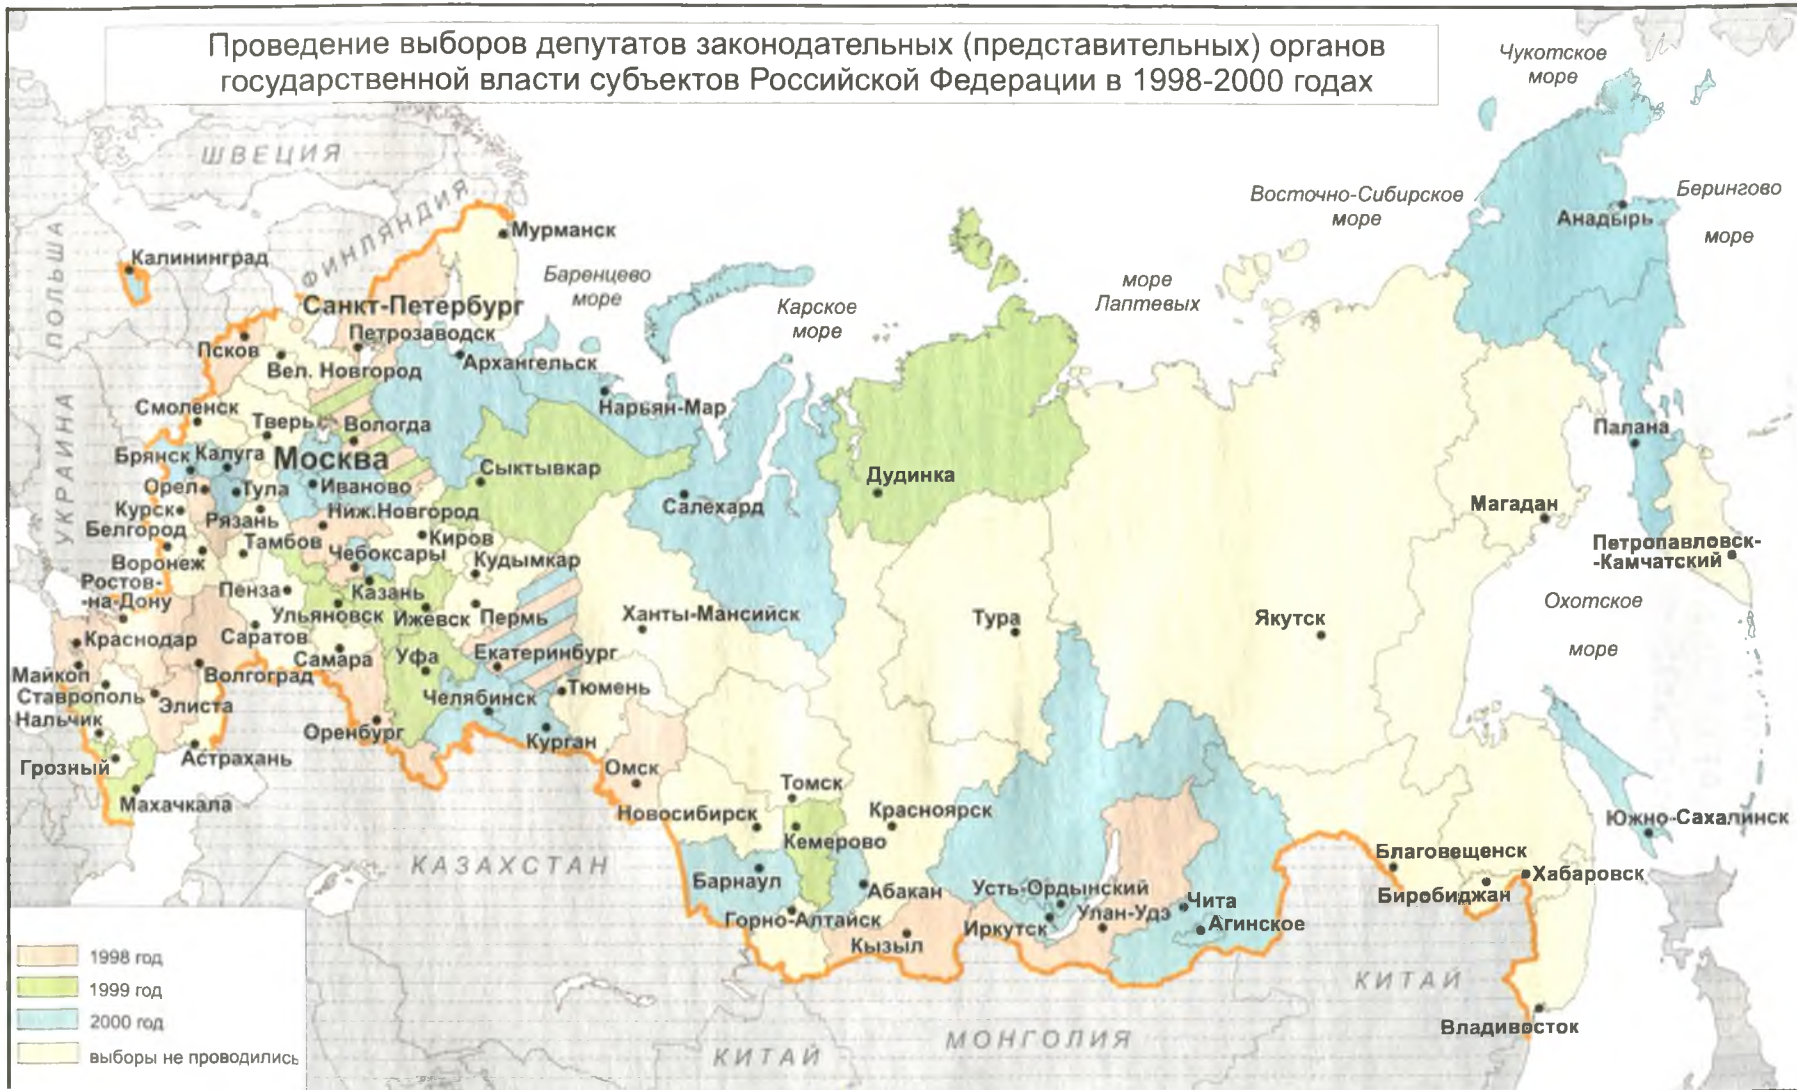 Проведение выборов депутатов законодательных (представительных) органов
государственной власти субъектов Российской Федерации в 1998-2000 годах
Чукотское
море
ШВЕЦИЯ
ФИНЛЯНДИЯ
ПОЛЬША
УКРАИНА
Восточно-Сибирское
море
Берингово
море
Анадырь
Мурманск
Калининград
Баренцево
море
Карское
море
море
Лаптевых
Санкт-Петербург
Петрозаводск
Псков
Архангельск
Вел. Новгород
Нарьян-Мар
Смоленск
Тверь
Вологда
Палана
Брянск
Калуга
Москва
Сыктывкар
Дудинка
Орел
Тула
Иваново
Салехард
Магадан
Курск
Рязань
Ниж.Новгород
Белгород
Тамбов
Киров
Чебоксары
Кудымкар
Воронеж
Петропавловск-
-Камчатский
Ростов-
-на-Дону
Пенза
Казань
Ульяновск
Ижевск
Пермь
Ханты-Мансийск
Тура
Якутск
Охотское
море
Краснодар
Саратов
Самара
Уфа
Екатеринбург
Майкоп
Волгоград
Тюмень
Ставрополь
Элиста
Челябинск
Нальчик
Оренбург
Курган
Грозный
Астрахань
Омск
Махачкала
Томск
Новосибирск
Красноярск
Кемерово
Южно-Сахалинск
КАЗАХСТАН
Благовещенск
Барнаул
Абакан
Усть-Ордынский
Биробиджан
Хабаровск
Горно-Алтайск
Улан-Удэ
Чита
Иркутск
Агинское
Кызыл
КИТАЙ
Владивосток
МОНГОЛИЯ
КИТАЙ
1998 год
1999 год
2000 год
выборы не проводились